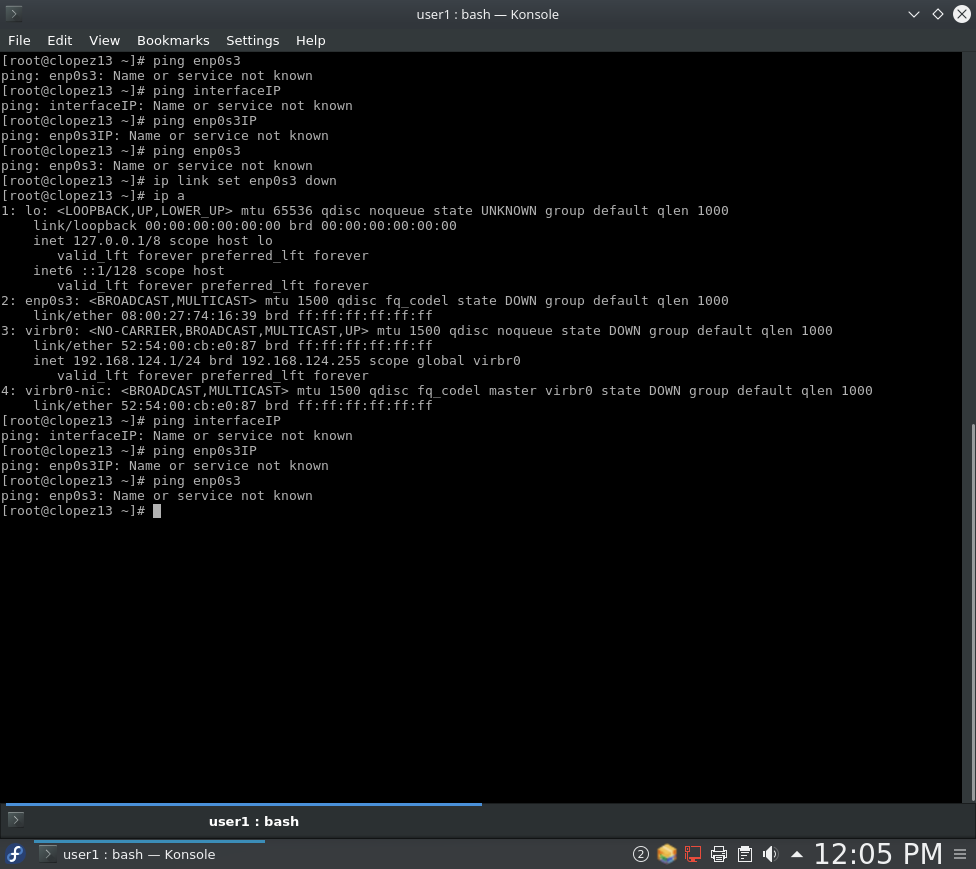 user1 : bash — Konsole
File Edit View Bookmarks Settings Help
[root@clopez13 ~]# ping enp0s3
ping: enp0s3: Name or service not known
[root@clopez13 ~]# ping interfaceIP
ping: interfaceIP: Name or service not known
[root@clopez13 ~]# ping enp0s3IP
ping: enp0s3IP: Name or service not known
[root@clopez13 ~]# ping enp0s3
ping: enp0s3: Name or service not known
[root@clopez13 ~]# ip link set enp0s3 down
[root@clopez13 ~]# ip a
1: lo: <LOOPBACK,UP,LOWER_UP> mtu 65536 qdisc noqueue state UNKNOWN group default qlen 1000
    link/loopback 00:00:00:00:00:00 brd 00:00:00:00:00:00
    inet 127.0.0.1/8 scope host lo
       valid_lft forever preferred_lft forever
    inet6 ::1/128 scope host
       valid_lft forever preferred_lft forever
2: enp0s3: <BROADCAST,MULTICAST> mtu 1500 qdisc fq_codel state DOWN group default qlen 1000
    link/ether 08:00:27:74:16:39 brd ff:ff:ff:ff:ff:ff
3: virbr0: <NO-CARRIER,BROADCAST,MULTICAST,UP> mtu 1500 qdisc noqueue state DOWN group default qlen 1000
    link/ether 52:54:00:cb:e0:87 brd ff:ff:ff:ff:ff:ff
    inet 192.168.124.1/24 brd 192.168.124.255 scope global virbr0
       valid_lft forever preferred_lft forever
4: virbr0-nic: <BROADCAST,MULTICAST> mtu 1500 qdisc fq_codel master virbr0 state DOWN group default qlen 1000
    link/ether 52:54:00:cb:e0:87 brd ff:ff:ff:ff:ff:ff
[root@clopez13 ~]# ping interfaceIP
ping: interfaceIP: Name or service not known
[root@clopez13 ~]# ping enp0s3IP
ping: enp0s3IP: Name or service not known
[root@clopez13 ~]# ping enp0s3
ping: enp0s3: Name or service not known
[root@clopez13 ~]#
user1 : bash
user1 : bash — Konsole 2 12:05 PM